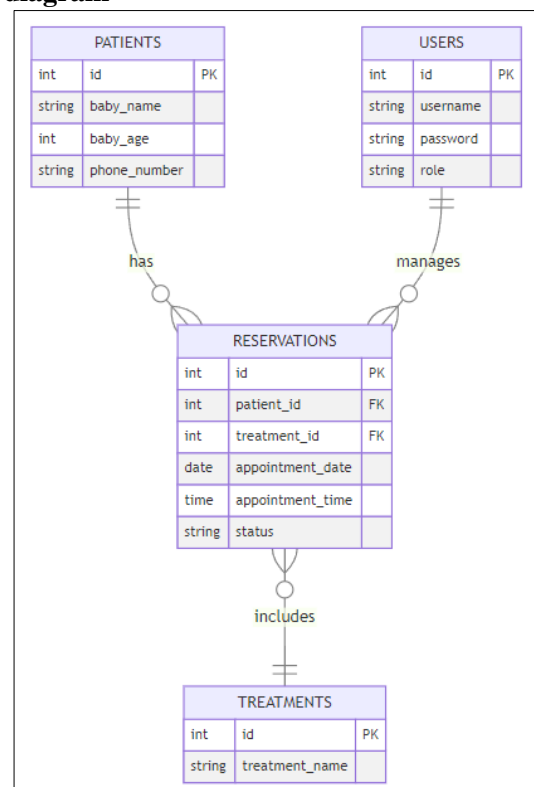 diagram
PATIENTS
int id PK
string baby_name
int baby_age
string phone_number
USERS
int id PK
string username
string password
string role
has
manages
RESERVATIONS
int id PK
int patient_id FK
int treatment_id FK
date appointment_date
time appointment_time
string status
includes
TREATMENTS
int id PK
string treatment_name